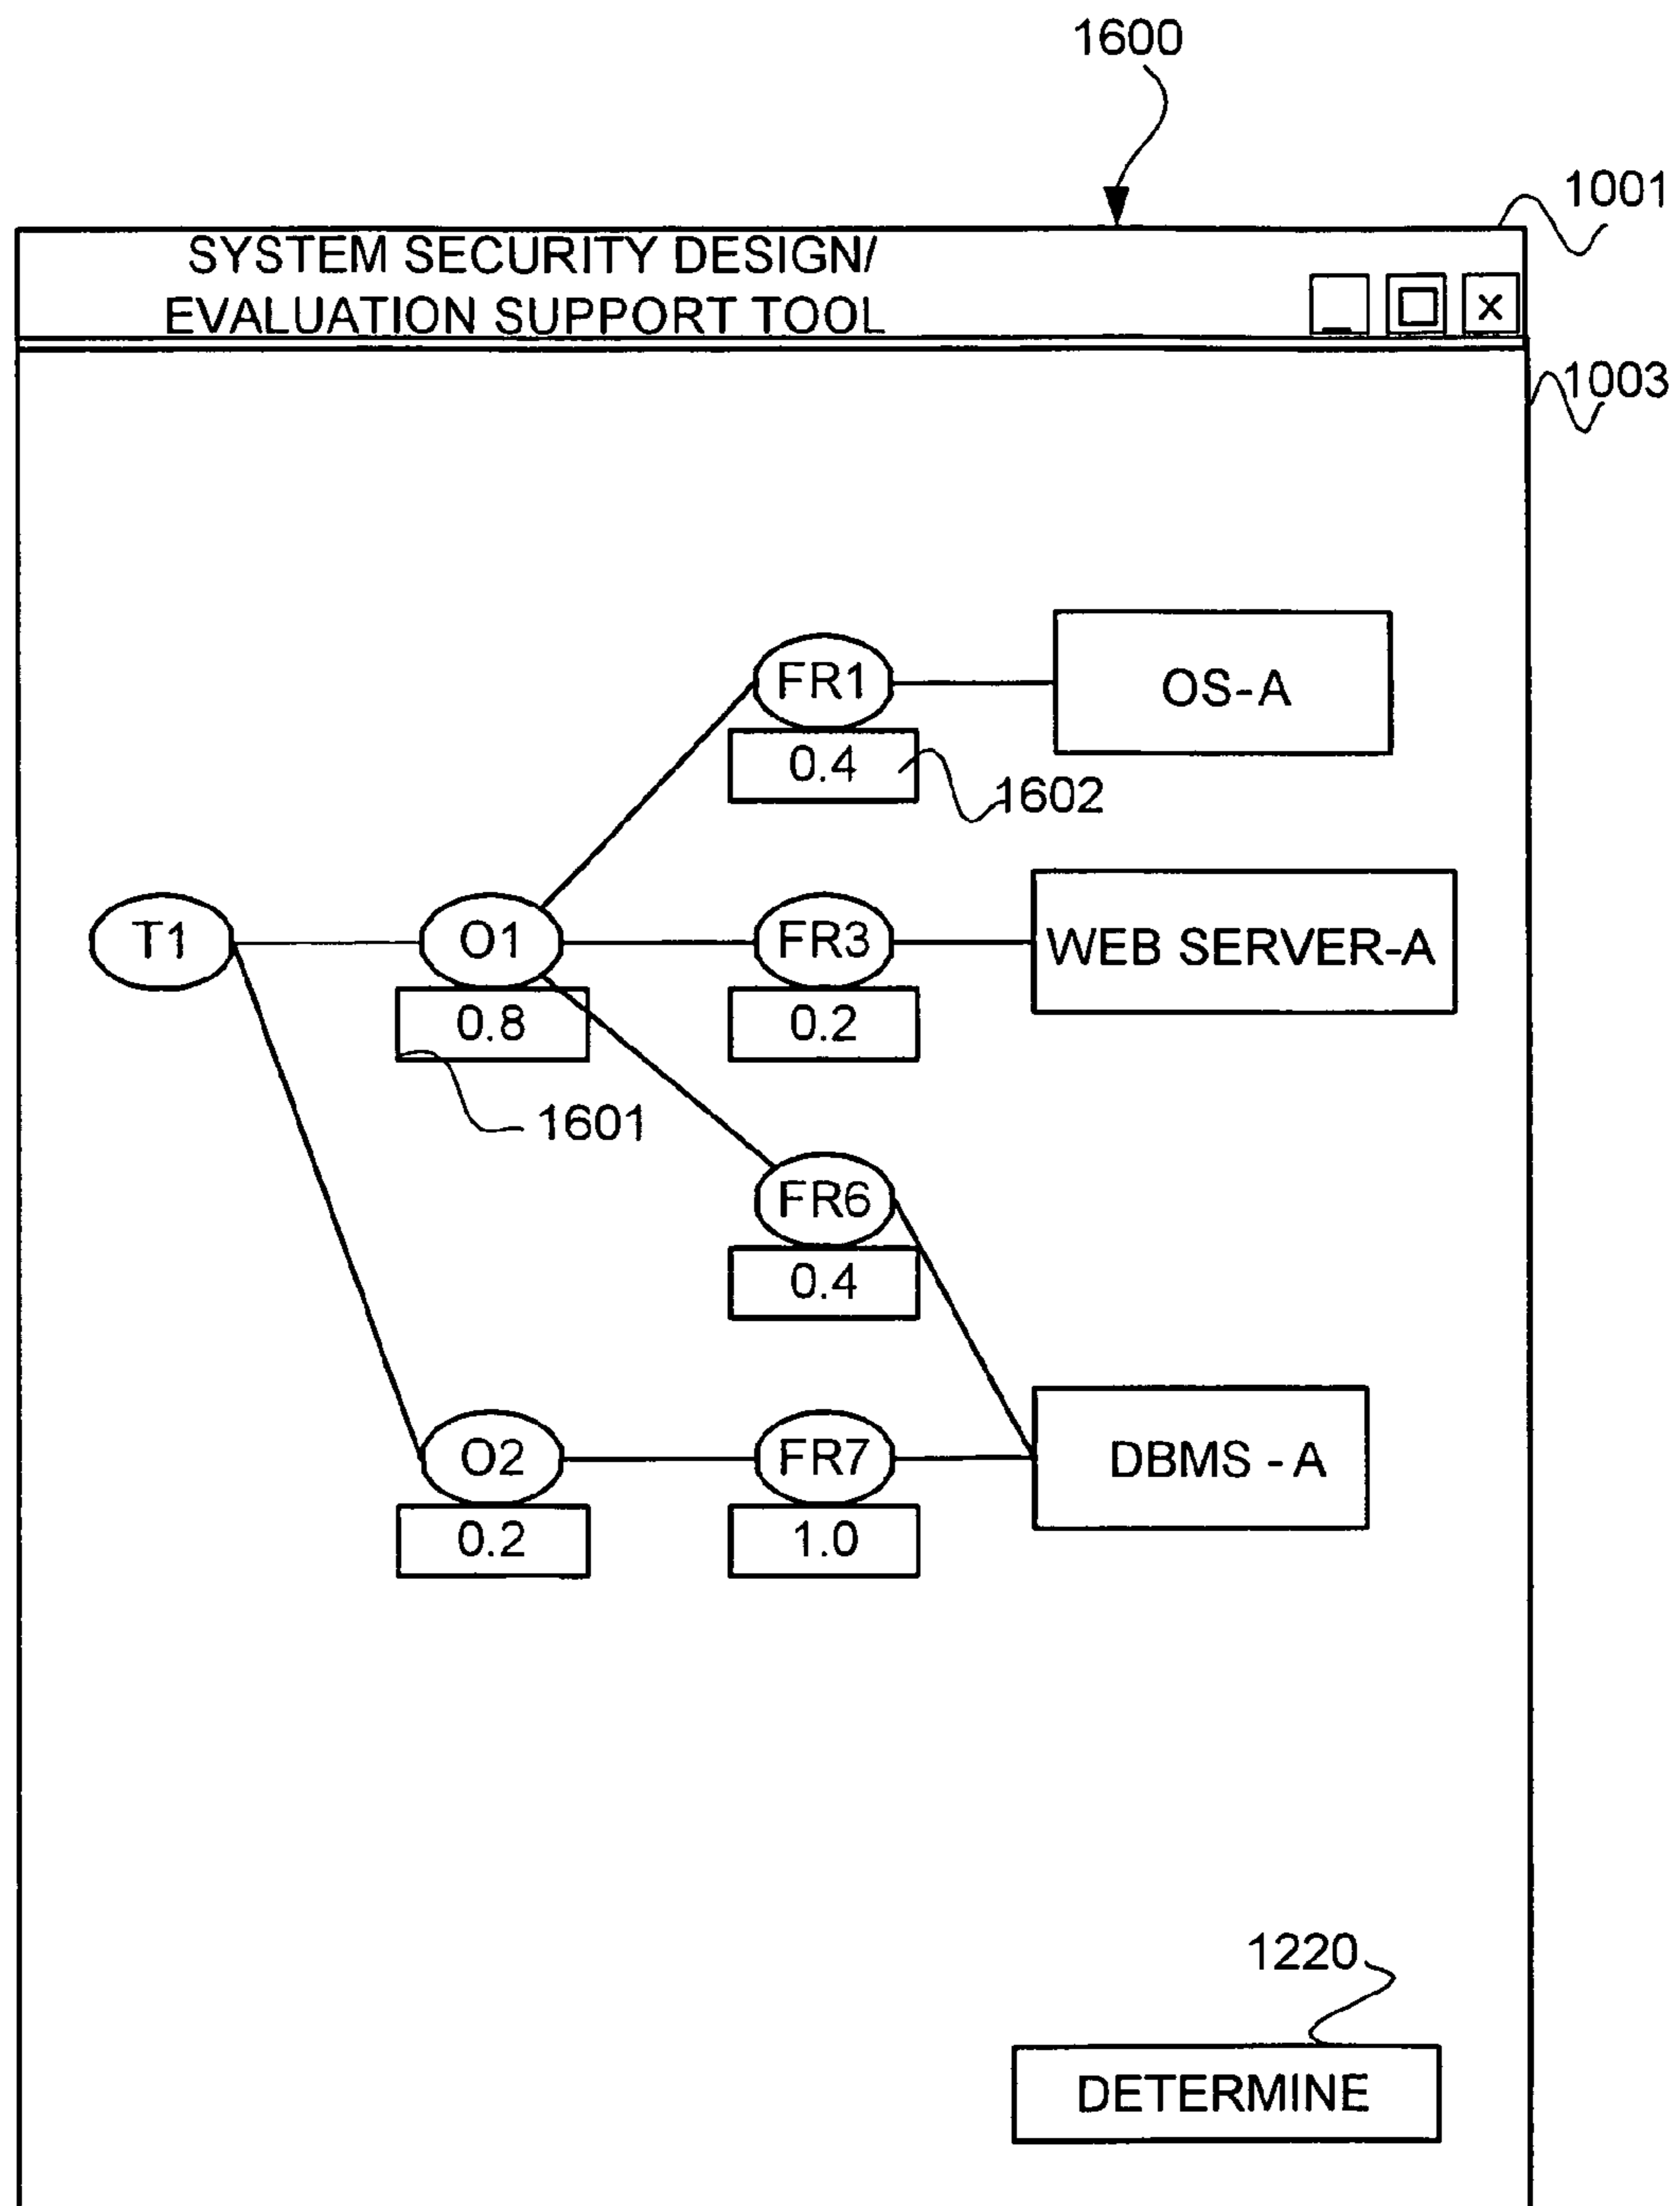 1600
1001
SYSTEM SECURITY DESIGN/
EVALUATION SUPPORT TOOL
x
1003
FR1
OS-A
0.4
1602
T1
O1
FR3
WEB SERVER-A
0.8
0.2
1601
FR6
0.4
O2
FR7
DBMS - A
0.2
1.0
1220
DETERMINE